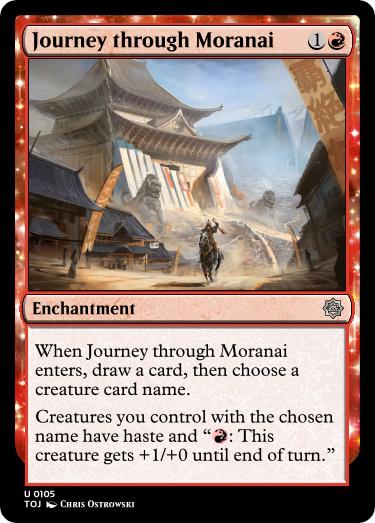 Journey through Moranai 1
Enchantment
When Journey through Moranai
enters, draw a card, then choose a
creature card name.
Creatures you control with the chosen
name have haste and “: This
creature gets +1/+0 until end of turn.”
U 0105
TOJ Chris Ostrowski